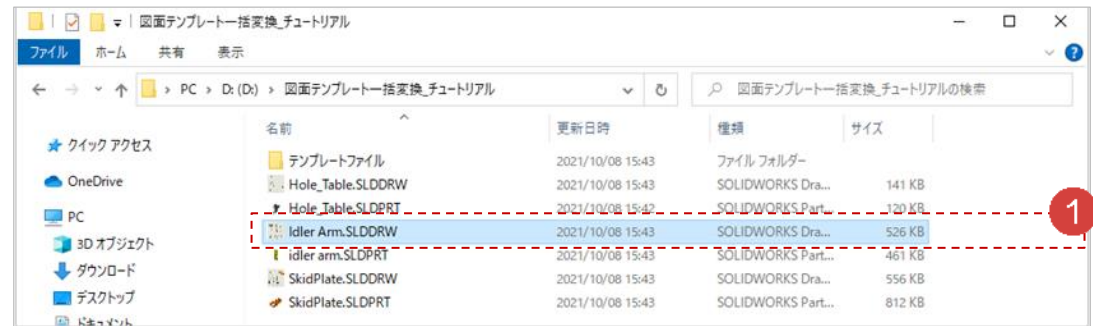 図面テンプレート一括変換_チュートリアル
ファイル ホーム 共有 表示
PC › D: (D:) › 図面テンプレート一括変換_チュートリアル 図面テンプレート一括変換_チュートリアルの検索
名前 更新日時 種類 サイズ
クイック アクセス
テンプレートファイル 2021/10/08 15:43 ファイル フォルダー
OneDrive
Hole_Table.SLDDRW 2021/10/08 15:43 SOLIDWORKS Dra... 141 KB
PC
Hole_Table.SLDPRT 2021/10/08 15:42 SOLIDWORKS Part... 120 KB
1
Idler Arm.SLDDRW 2021/10/08 15:43 SOLIDWORKS Dra... 526 KB
3D オブジェクト
idler arm.SLDPRT 2021/10/08 15:43 SOLIDWORKS Part... 461 KB
ダウンロード
SkidPlate.SLDDRW 2021/10/08 15:43 SOLIDWORKS Dra... 556 KB
デスクトップ
SkidPlate.SLDPRT 2021/10/08 15:43 SOLIDWORKS Part... 812 KB
ドキュメント